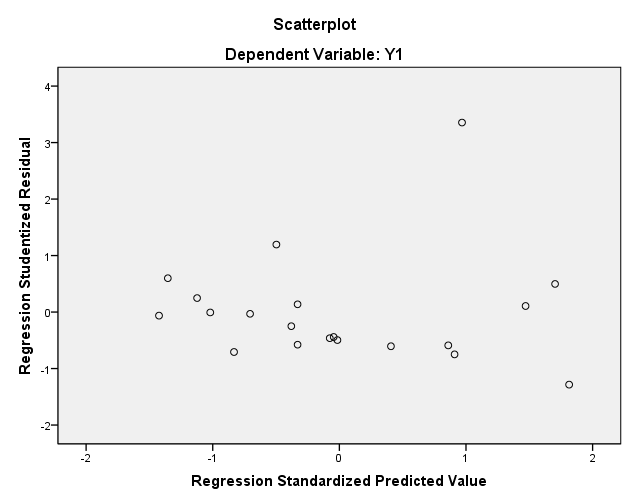 Scatterplot
Dependent Variable: Y1
Regression Studentized Residual
4
3
2
1
0
-1
-2
-2 -1 0 1 2
Regression Standardized Predicted Value